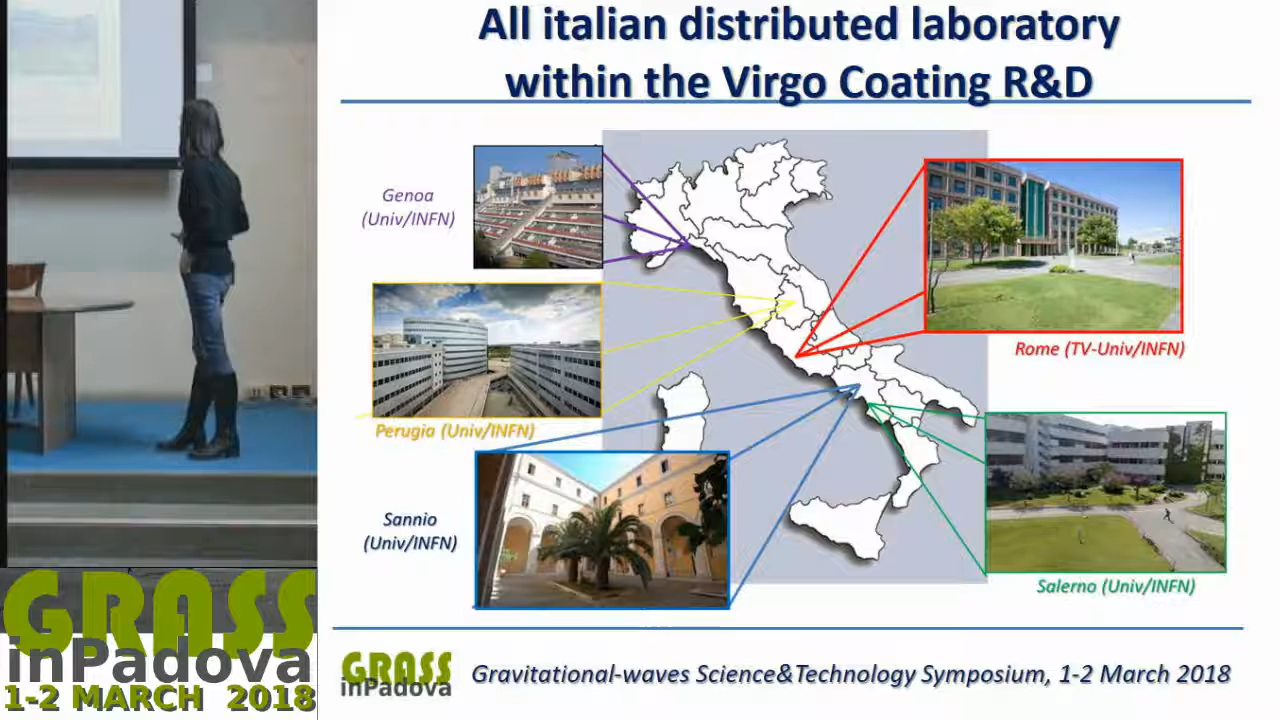 All italian distributed laboratory
within the Virgo Coating R&D
Genoa
(Univ/INFN)
Rome (TV-Univ/INFN)
Perugia (Univ/INFN)
Sannio
(Univ/INFN)
Salerno (Univ/INFN)
GRASS
inPadova
1-2 MARCH 2018
GRASS
inPadova
Gravitational-waves Science&Technology Symposium, 1-2 March 2018